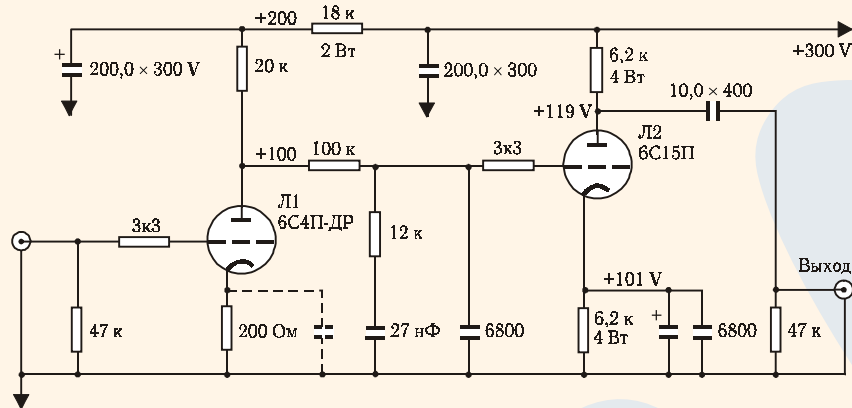 +200
18 к
2 Вт
+300 V
+
200,0 × 300 V
20 к
200,0 × 300
6,2 к
4 Вт
10,0 × 400
+119 V
Л2
6С15П
+100
100 к
3к3
Л1
6С4П-ДР
3к3
12 к
Выход
+101 V
47 к
200 Ом
27 нФ
6800
6,2 к
4 Вт
+
6800
47 к